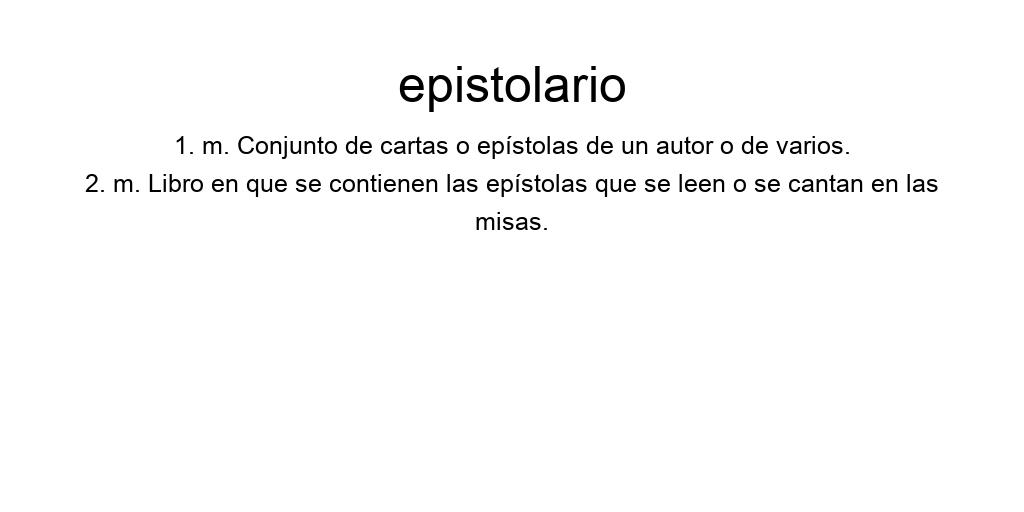 epistolario
1. m. Conjunto de cartas o epístolas de un autor o de varios.
2. m. Libro en que se contienen las epístolas que se leen o se cantan en las
misas.